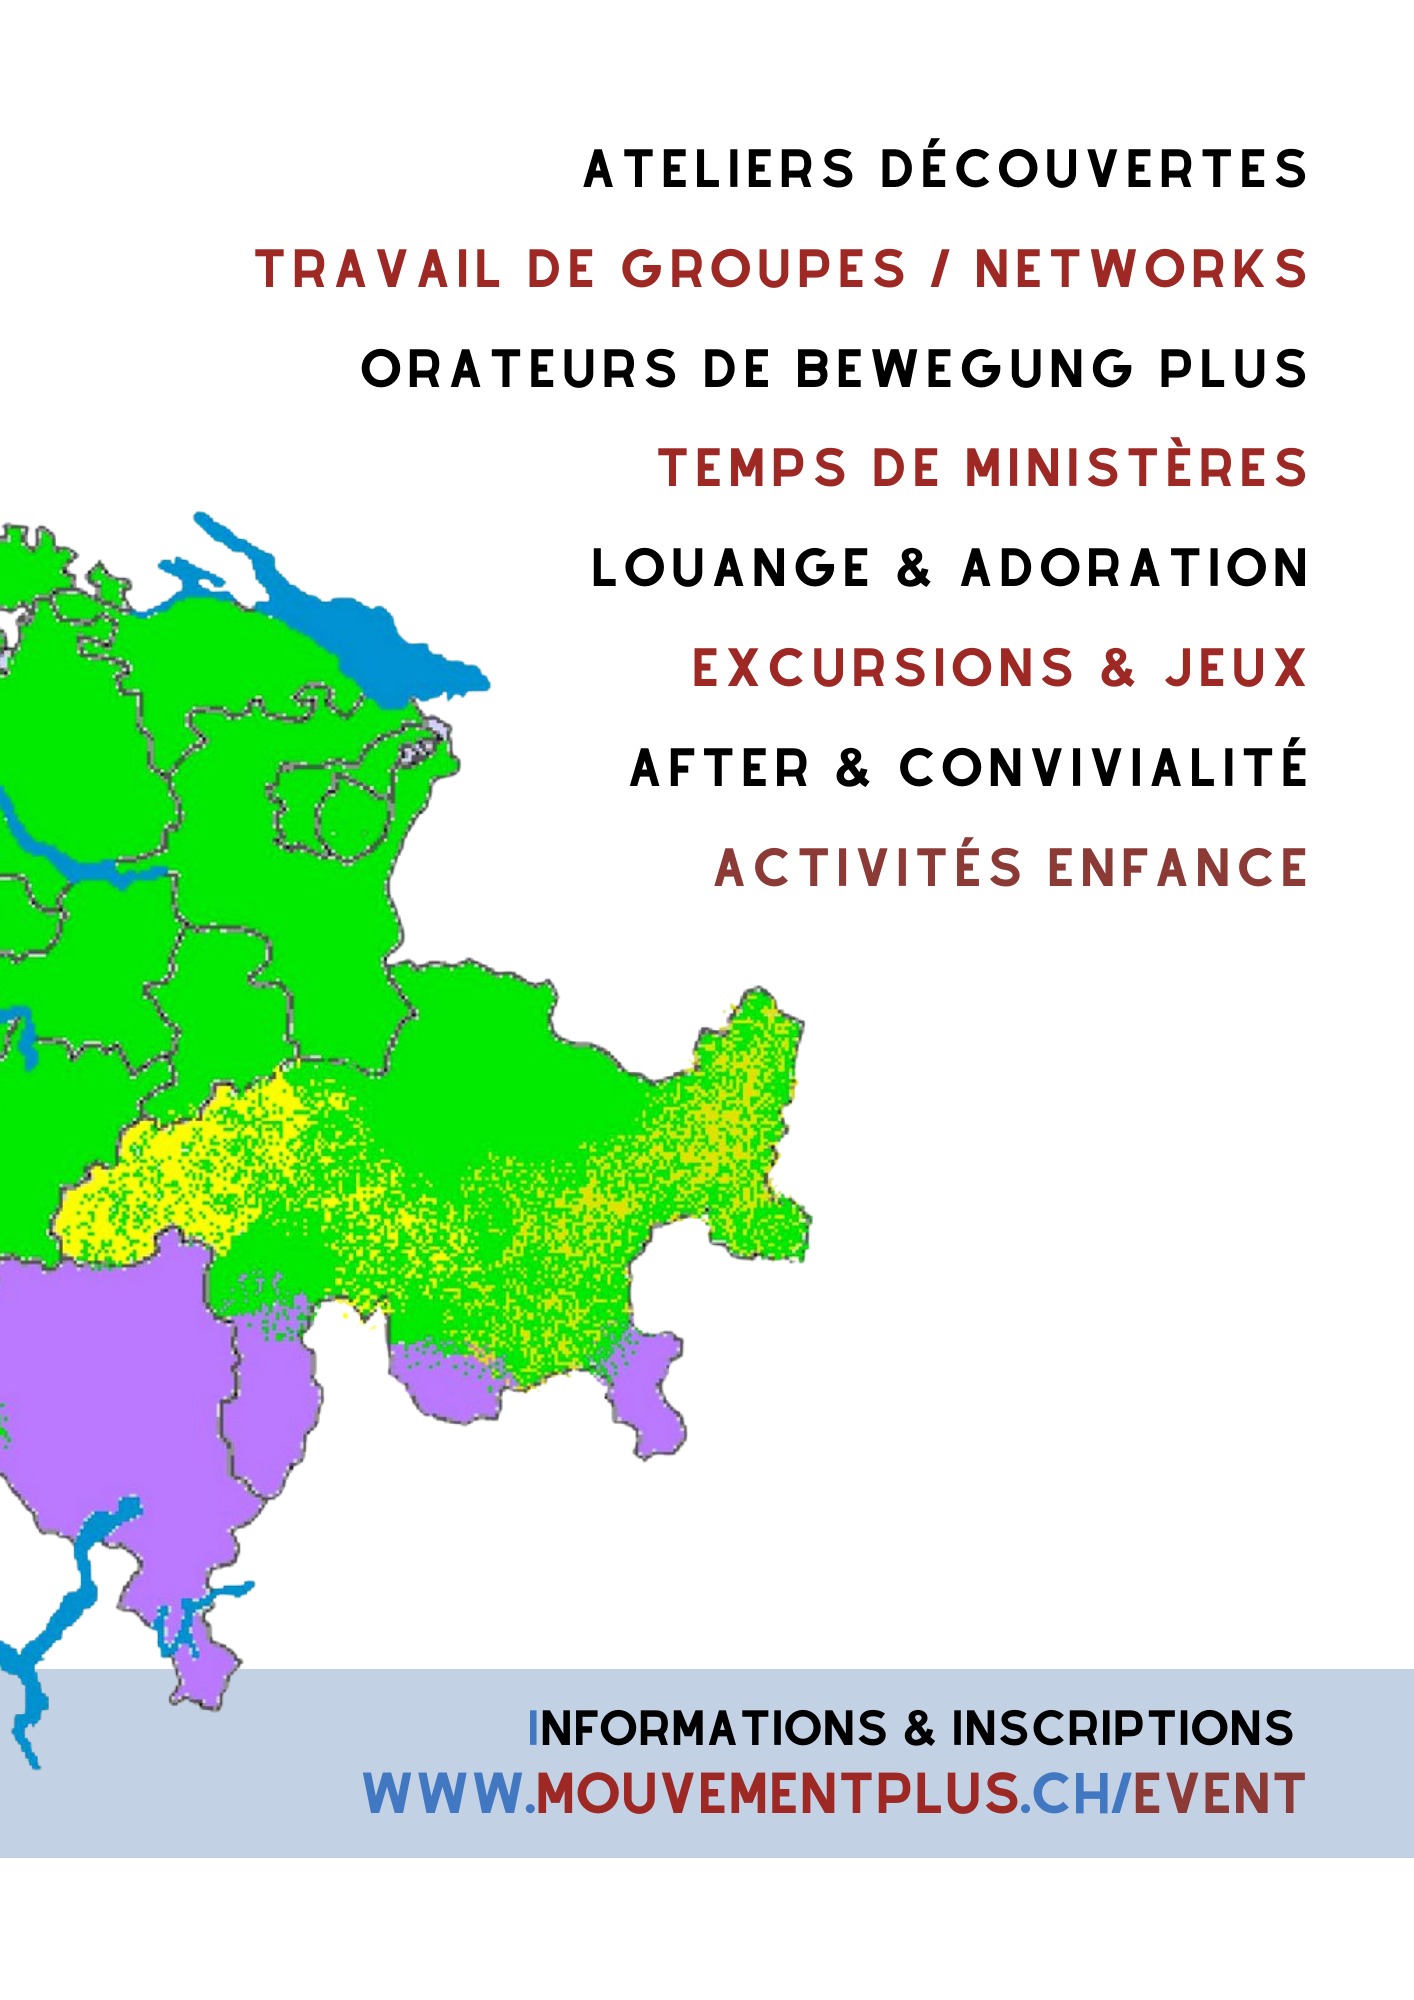 ATELIERS DÉCOUVERTES
TRAVAIL DE GROUPES / NETWORKS
ORATEURS DE BEWEGUNG PLUS
TEMPS DE MINISTÈRES
LOUANGE & ADORATION
EXCURSIONS & JEUX
AFTER & CONVIVIALITÉ
ACTIVITÉS ENFANCE
INFORMATIONS & INSCRIPTIONS
WWW.MOUVEMENTPLUS.CH/EVENT